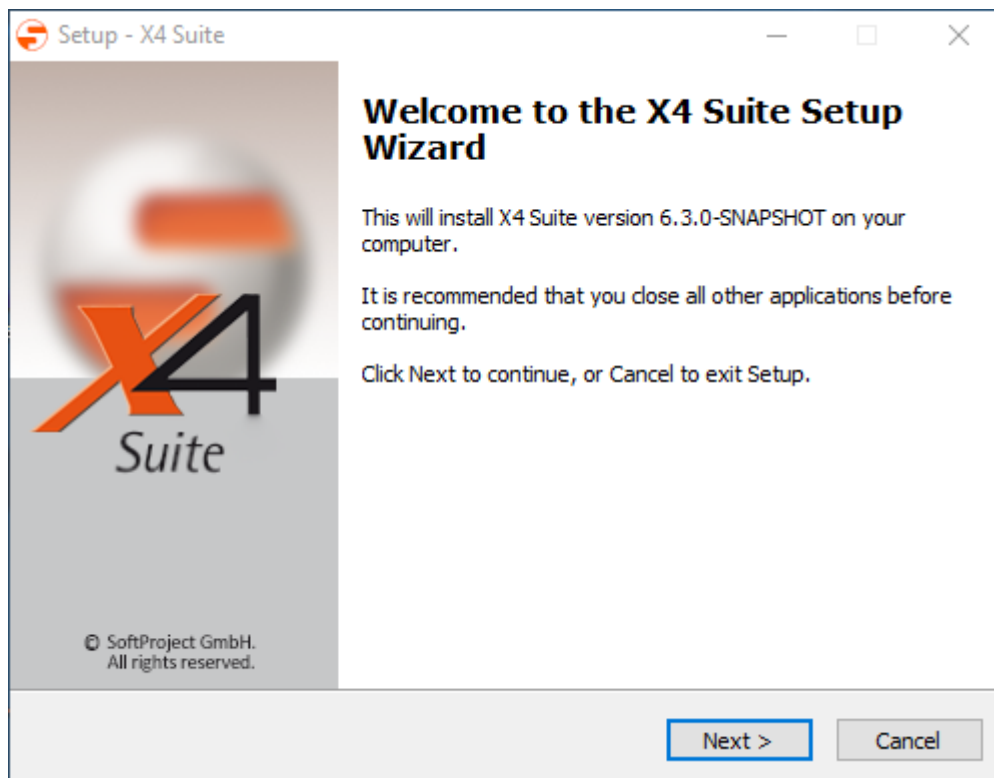 Setup - X4 Suite
Welcome to the X4 Suite Setup
Wizard
This will install X4 Suite version 6.3.0-SNAPSHOT on your
computer.
It is recommended that you close all other applications before
continuing.
Click Next to continue, or Cancel to exit Setup.
X4
Suite
© SoftProject GmbH.
All rights reserved.
Next >
Cancel